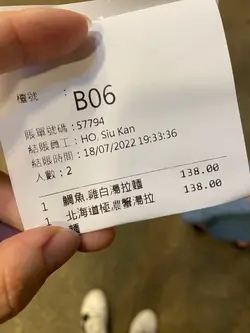 檯號 : B06
賬單號碼 : 57794
結賬員工 : HO, Siu Kan
結賬時間 : 18/07/2022 19:33:36
人數 : 2
1 鯛魚.雞白湯拉麵 138.00
1 北海道極濃蟹湯拉麵 138.00